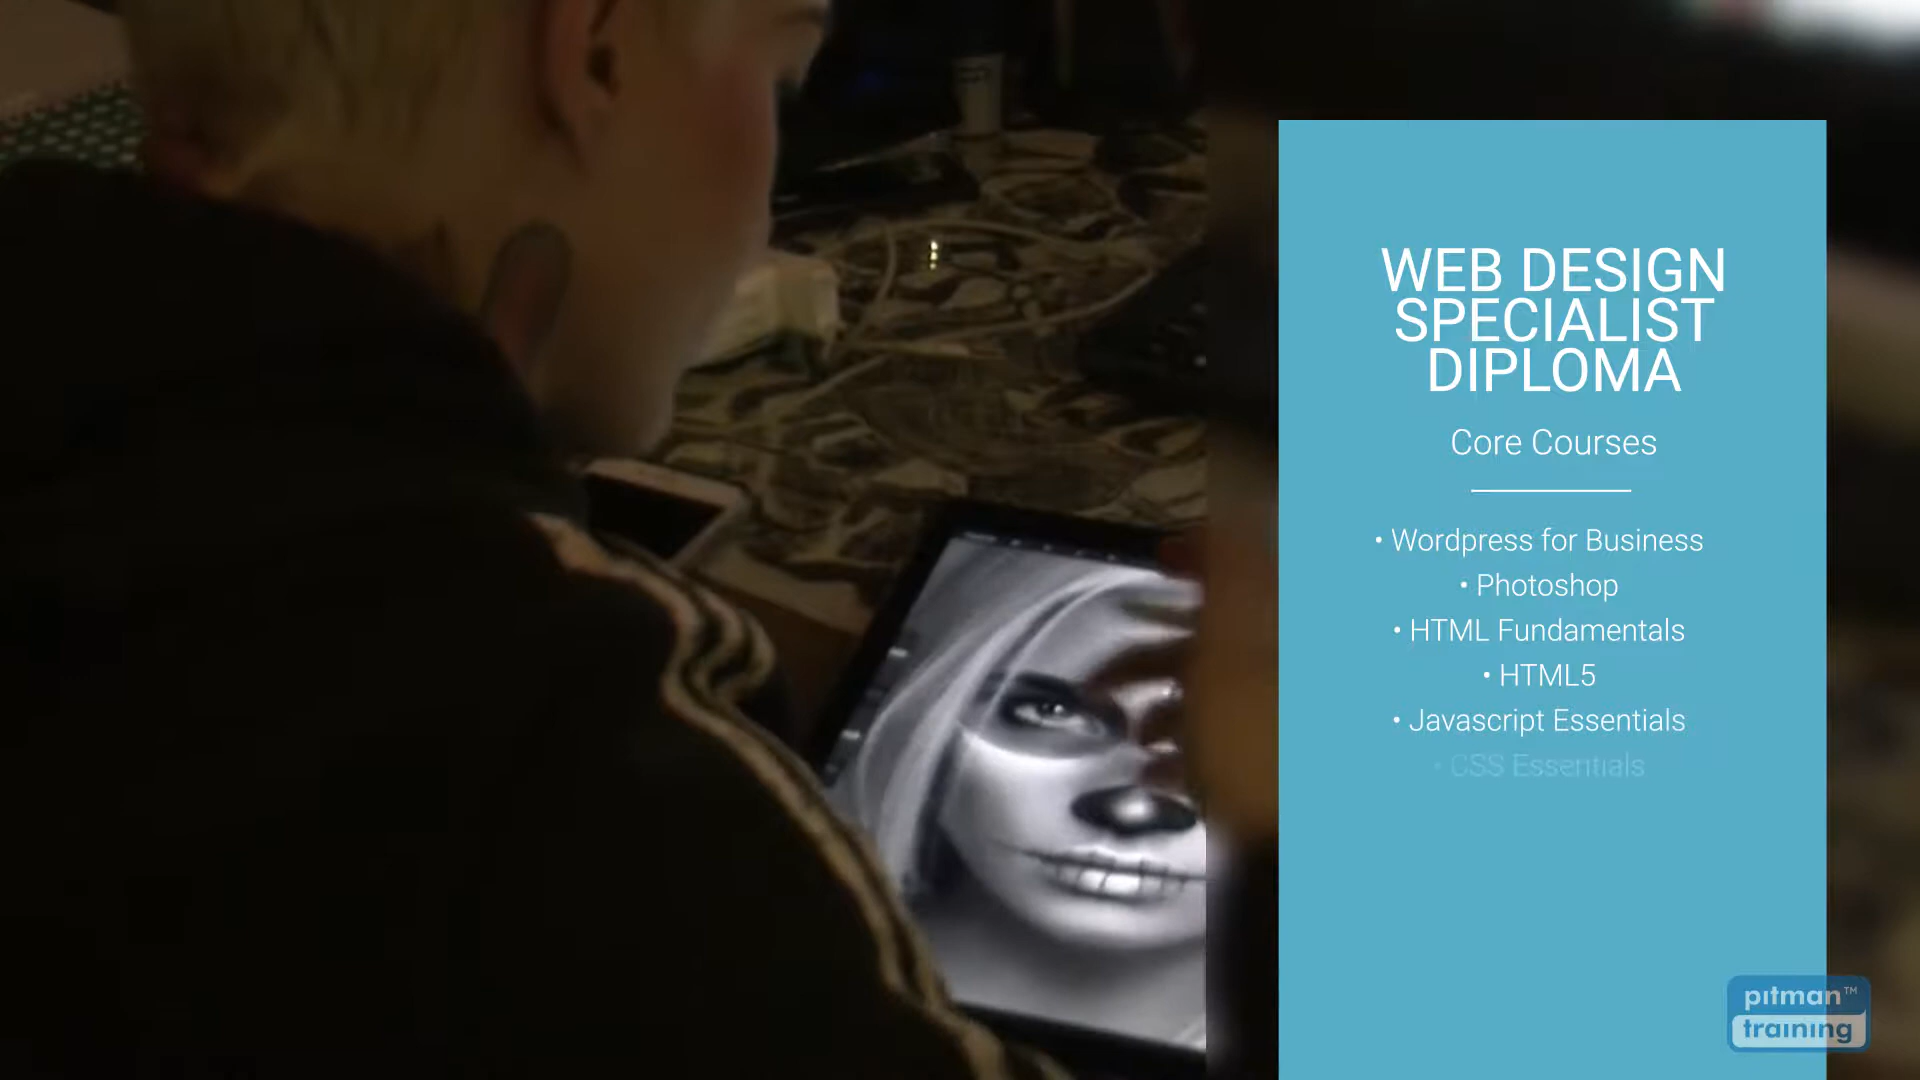 WEB DESIGN
SPECIALIST
DIPLOMA
Core Courses
• Wordpress for Business
• Photoshop
• HTML Fundamentals
• HTML5
• Javascript Essentials
• CSS Essentials
pitman™
training